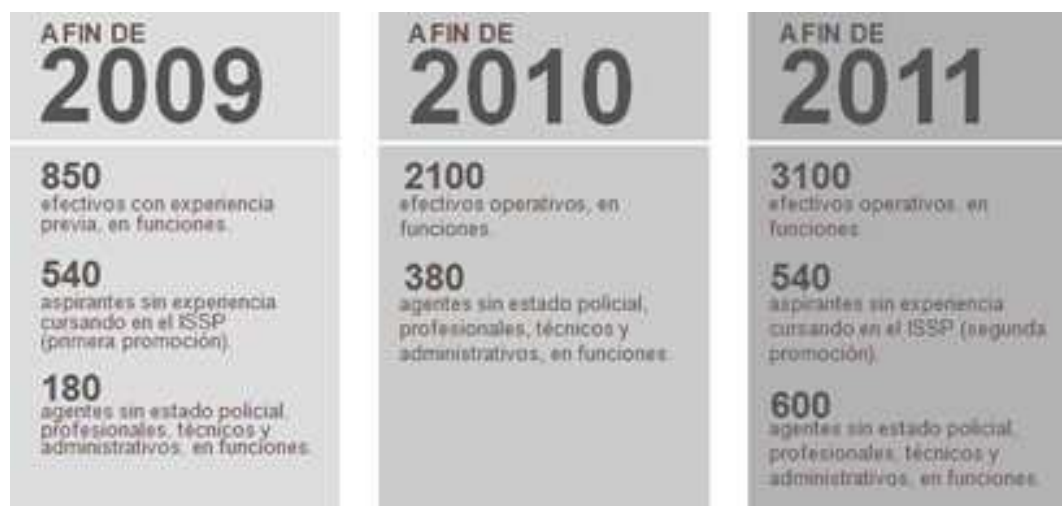 A FIN DE
2009
850
efectivos con experiencia
previa, en funciones.
540
aspirantes sin experiencia
cursando en el ISSP
(primera promoción).
180
agentes sin estado policial,
profesionales, técnicos y
administrativos, en funciones.
A FIN DE
2010
2100
efectivos operativos, en
funciones.
380
agentes sin estado policial,
profesionales, técnicos y
administrativos, en funciones.
A FIN DE
2011
3100
efectivos operativos, en
funciones.
540
aspirantes sin experiencia
cursando en el ISSP (segunda
promoción).
600
agentes sin estado policial,
profesionales, técnicos y
administrativos, en funciones.